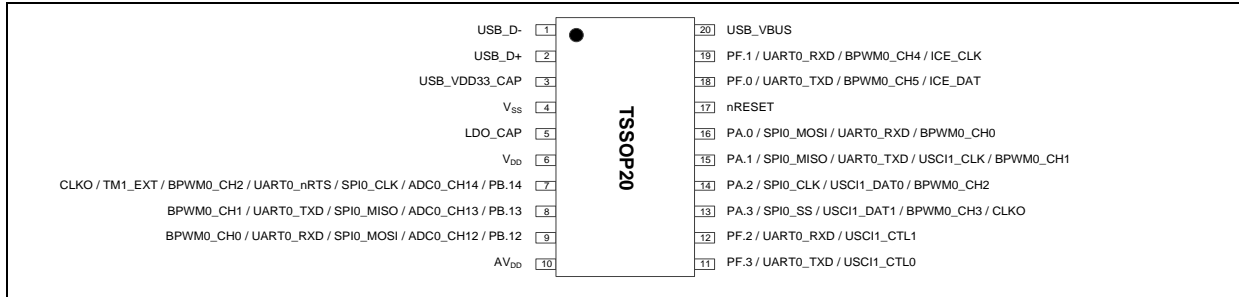 USB_D- 1
USB_D+ 2
USB_VDD33_CAP 3
VSS 4
LDO_CAP 5
VDD 6
CLKO / TM1_EXT / BPWM0_CH2 / UART0_nRTS / SPI0_CLK / ADC0_CH14 / PB.14 7
BPWM0_CH1 / UART0_TXD / SPI0_MISO / ADC0_CH13 / PB.13 8
BPWM0_CH0 / UART0_RXD / SPI0_MOSI / ADC0_CH12 / PB.12 9
AVDD 10
TSSOP20
20 USB_VBUS
19 PF.1 / UART0_RXD / BPWM0_CH4 / ICE_CLK
18 PF.0 / UART0_TXD / BPWM0_CH5 / ICE_DAT
17 nRESET
16 PA.0 / SPI0_MOSI / UART0_RXD / BPWM0_CH0
15 PA.1 / SPI0_MISO / UART0_TXD / USCI1_CLK / BPWM0_CH1
14 PA.2 / SPI0_CLK / USCI1_DAT0 / BPWM0_CH2
13 PA.3 / SPI0_SS / USCI1_DAT1 / BPWM0_CH3 / CLKO
12 PF.2 / UART0_RXD / USCI1_CTL1
11 PF.3 / UART0_TXD / USCI1_CTL0